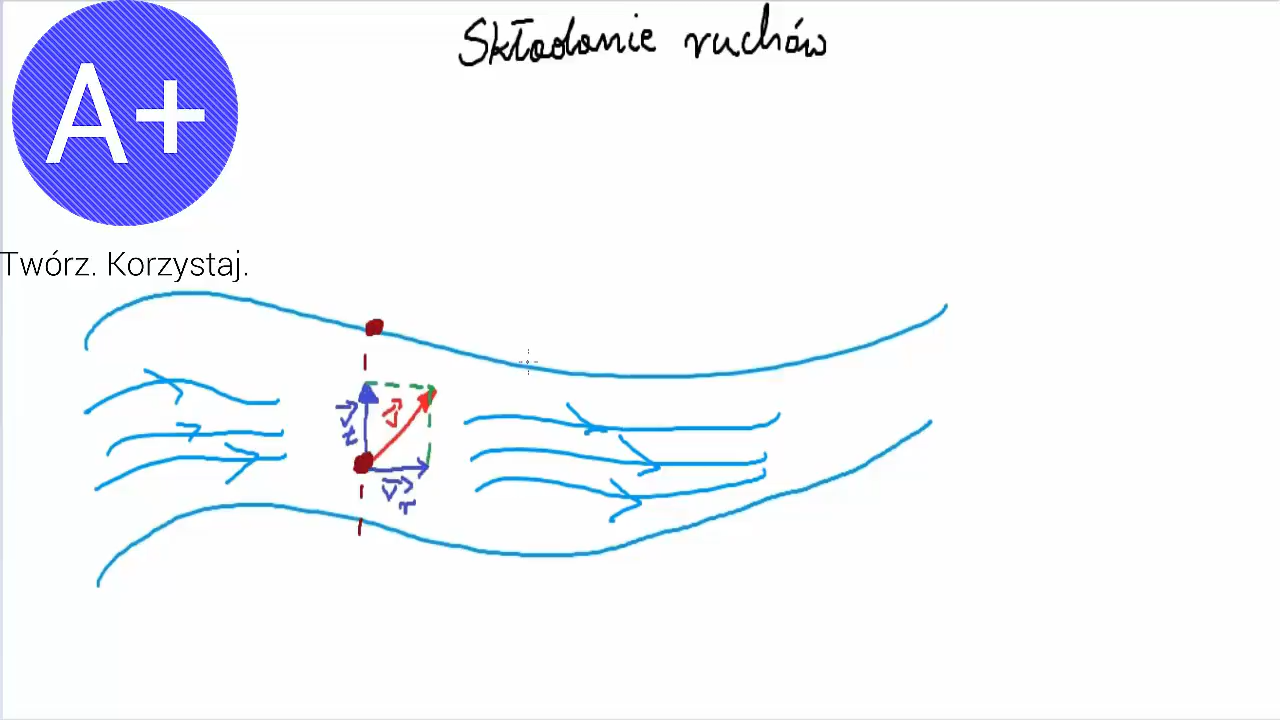 Składanie ruchów
A+
Twórz. Korzystaj.
V⃗t
V⃗
V⃗r